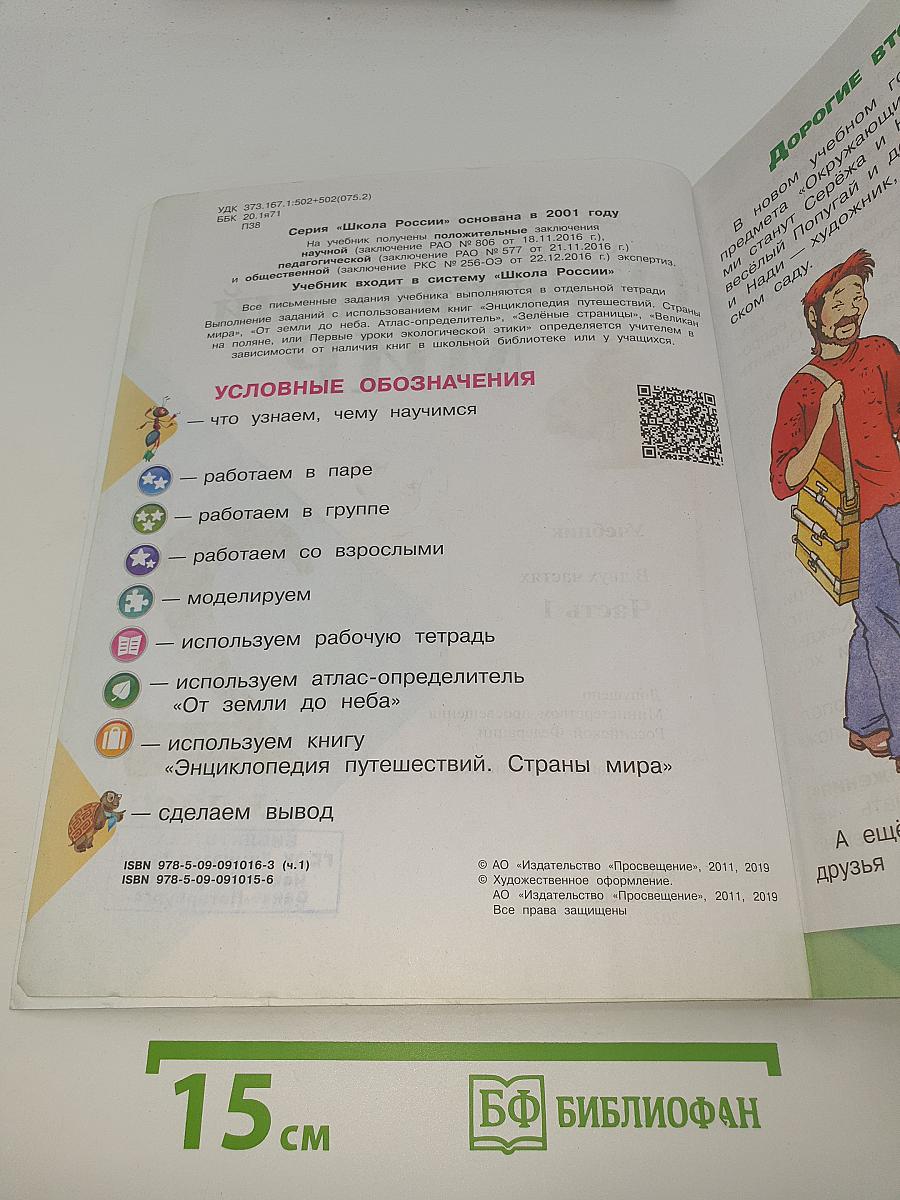 УДК 373.167.1:502+502(075.2)
ББК 20.1я71
П38
Серия «Школа России» основана в 2001 году
На учебник получены положительные заключения
научной (заключение РАО № 806 от 18.11.2016 г.),
педагогической (заключение РАО № 577 от 21.11.2016 г.)
и общественной (заключение РКС № 256-ОЭ от 22.12.2016 г.) экспертиз.
Учебник входит в систему «Школа России»
Все письменные задания учебника выполняются в отдельной тетради
Выполнение заданий с использованием книг «Энциклопедия путешествий. Страны
мира», «От земли до неба. Атлас-определитель», «Зелёные страницы», «Великан
на поляне, или Первые уроки экологической этики» определяется учителем в
зависимости от наличия книг в школьной библиотеке или у учащихся.
УСЛОВНЫЕ ОБОЗНАЧЕНИЯ
— что узнаем, чему научимся
— работаем в паре
— работаем в группе
— работаем со взрослыми
— моделируем
— используем рабочую тетрадь
— используем атлас-определитель
«От земли до неба»
— используем книгу
«Энциклопедия путешествий. Страны мира»
— сделаем вывод
ISBN 978-5-09-091016-3 (ч.1)
ISBN 978-5-09-091015-6
© АО «Издательство «Просвещение», 2011, 2019
© Художественное оформление.
АО «Издательство «Просвещение», 2011, 2019
Все права защищены
ДОРОГИЕ
В новом учебном
предмета «Окружающи
ми станут Серёжа и Н
весёлый Попугай и
и Нади — художник,
ском саду.
А ещё
друзья
15 см
БФ БИБЛИОФАН